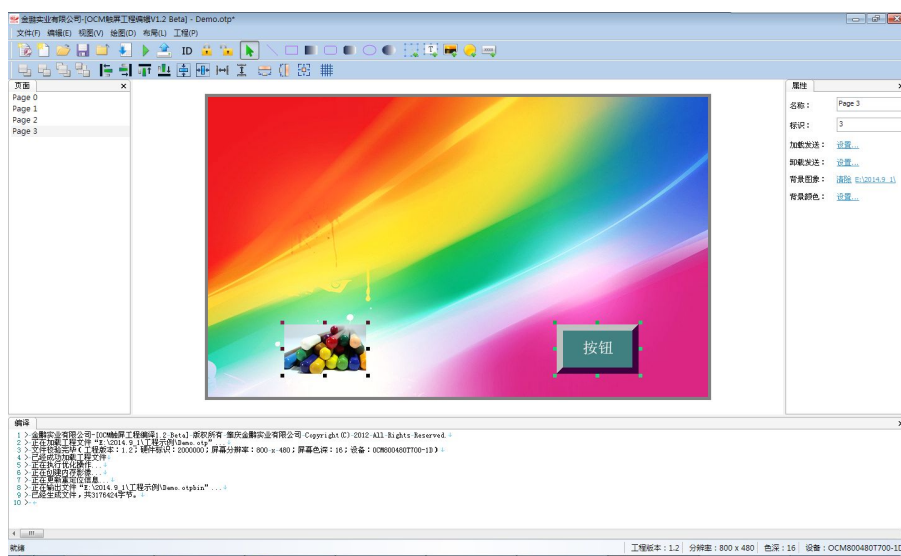 金鹏实业有限公司-[OCM触屏工程编辑V1.2 Beta] - Demo.otp*
文件(F) 编辑(E) 视图(V) 绘图(D) 布局(L) 工程(P)
ID
T
页面
Page 0
Page 1
Page 2
Page 3
按钮
属性
名称： Page 3
标识： 3
加载发送： 设置...
卸载发送： 设置...
背景图象： 清除 E:\2014.9_1\
背景颜色： 设置...
编译
1 > 金鹏实业有限公司-[OCM触屏工程编译1.2 Beta] 版权所有 肇庆金鹏实业有限公司 Copyright(C) 2012 All Rights Reserved.
2 > 正在加载工程文件“E:\2014.9_1\工程示例\Demo.otp”
3 > 文件校验完毕(工程版本：1.2；硬件标识：2000000；屏幕分辨率：800 x 480；屏幕色深：16；设备：OCM800480T700-1D)
4 > 已经成功加载工程文件
5 > 正在执行优化操作...
6 > 正在创建内存影像...
7 > 正在更新重定位信息...
8 > 正在输出文件“E:\2014.9_1\工程示例\Demo.otpbin”...
9 > 已经生成文件，共3176424字节。
10 >
就绪
工程版本：1.2 分辨率：800 x 480 色深：16 设备：OCM800480T700-1D